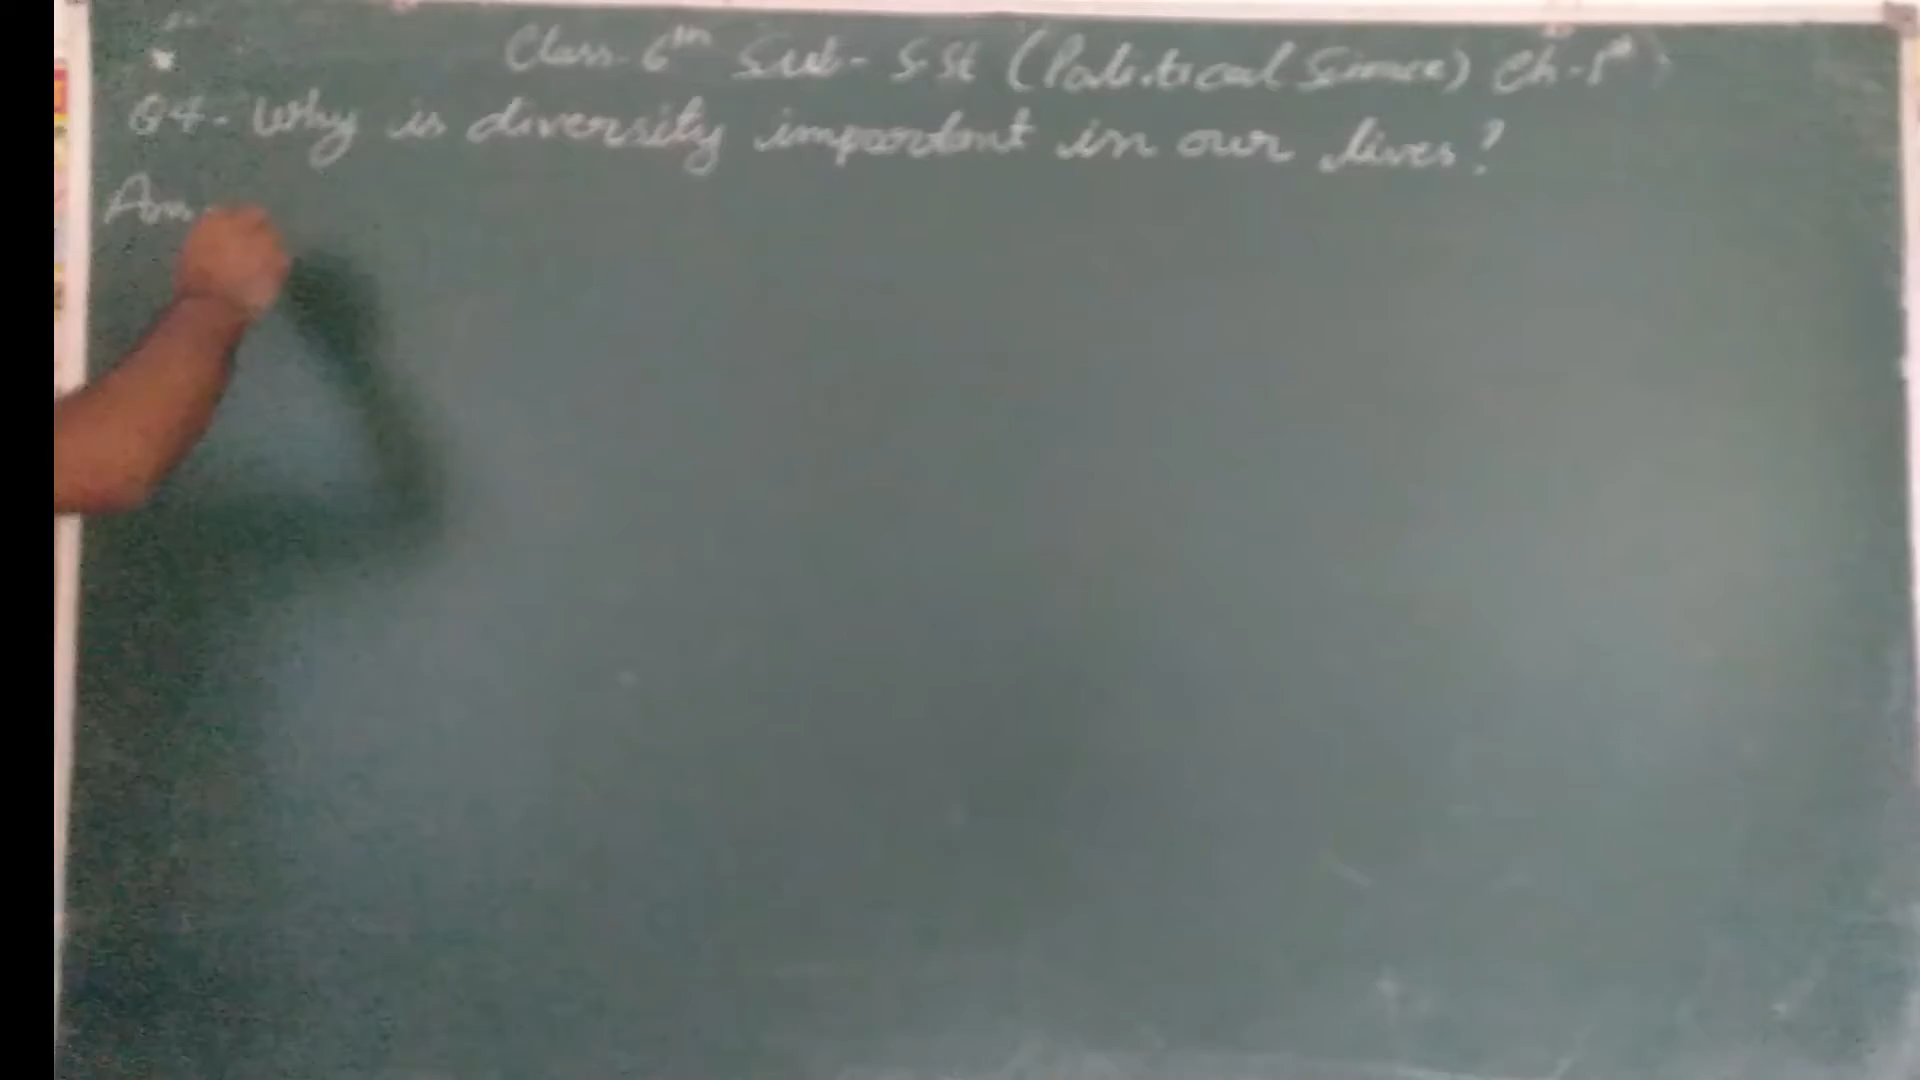 Class-6th Sub- S.St (Political Science) Ch-1
Q4- Why is diversity important in our lives?
Ans-